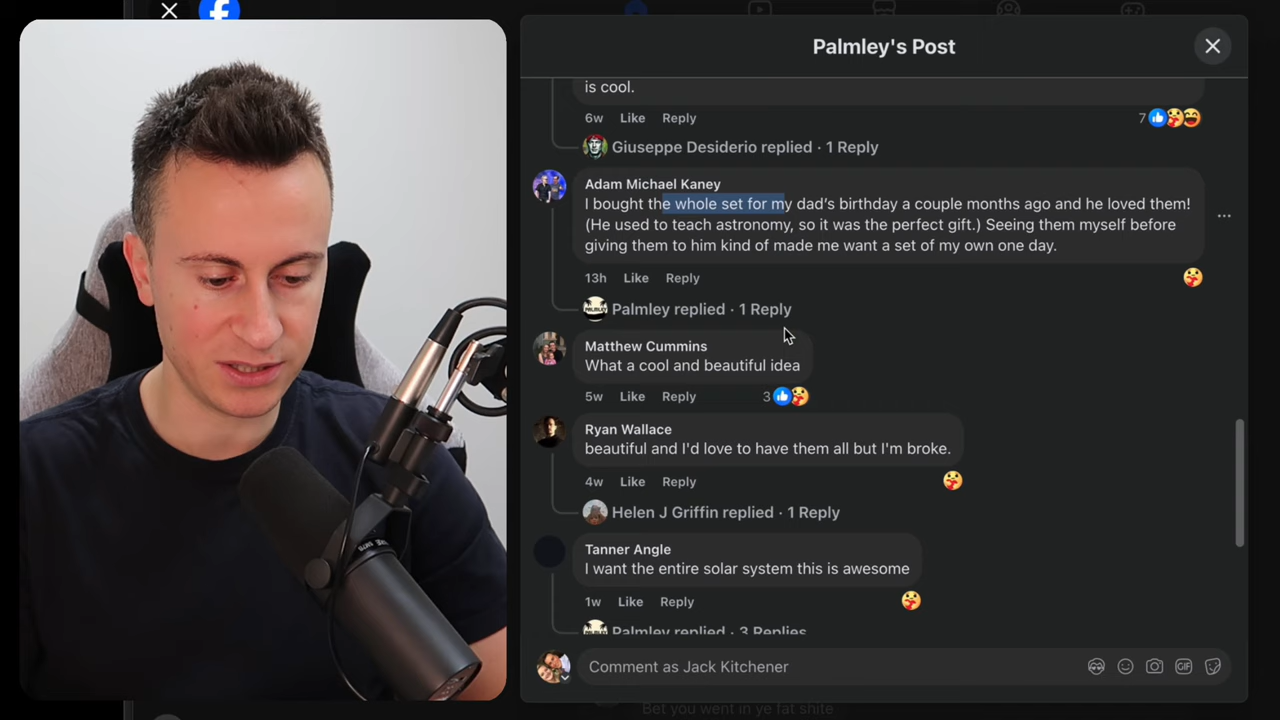 Palmley's Post
is cool.
6w Like Reply 7
Giuseppe Desiderio replied · 1 Reply
Adam Michael Kaney
I bought the whole set for my dad's birthday a couple months ago and he loved them!
(He used to teach astronomy, so it was the perfect gift.) Seeing them myself before
giving them to him kind of made me want a set of my own one day.
13h Like Reply
Palmley replied · 1 Reply
Matthew Cummins
What a cool and beautiful idea
5w Like Reply 3
Ryan Wallace
beautiful and I'd love to have them all but I'm broke.
4w Like Reply
Helen J Griffin replied · 1 Reply
Tanner Angle
I want the entire solar system this is awesome
1w Like Reply
Palmley replied · 3 Replies
Comment as Jack Kitchener
GIF
Bet you went in ye fat shite